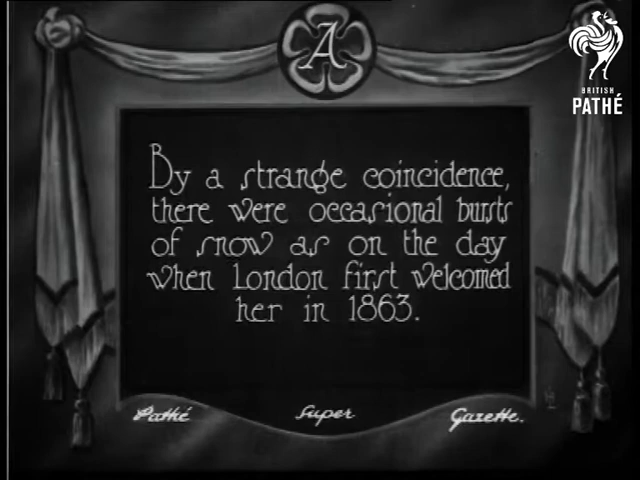 A
BRITISH
PATHÉ
By a strange coincidence,
there were occasional bursts
of snow as on the day
when London first welcomed
her in 1863.
Pathé Super Gazette.